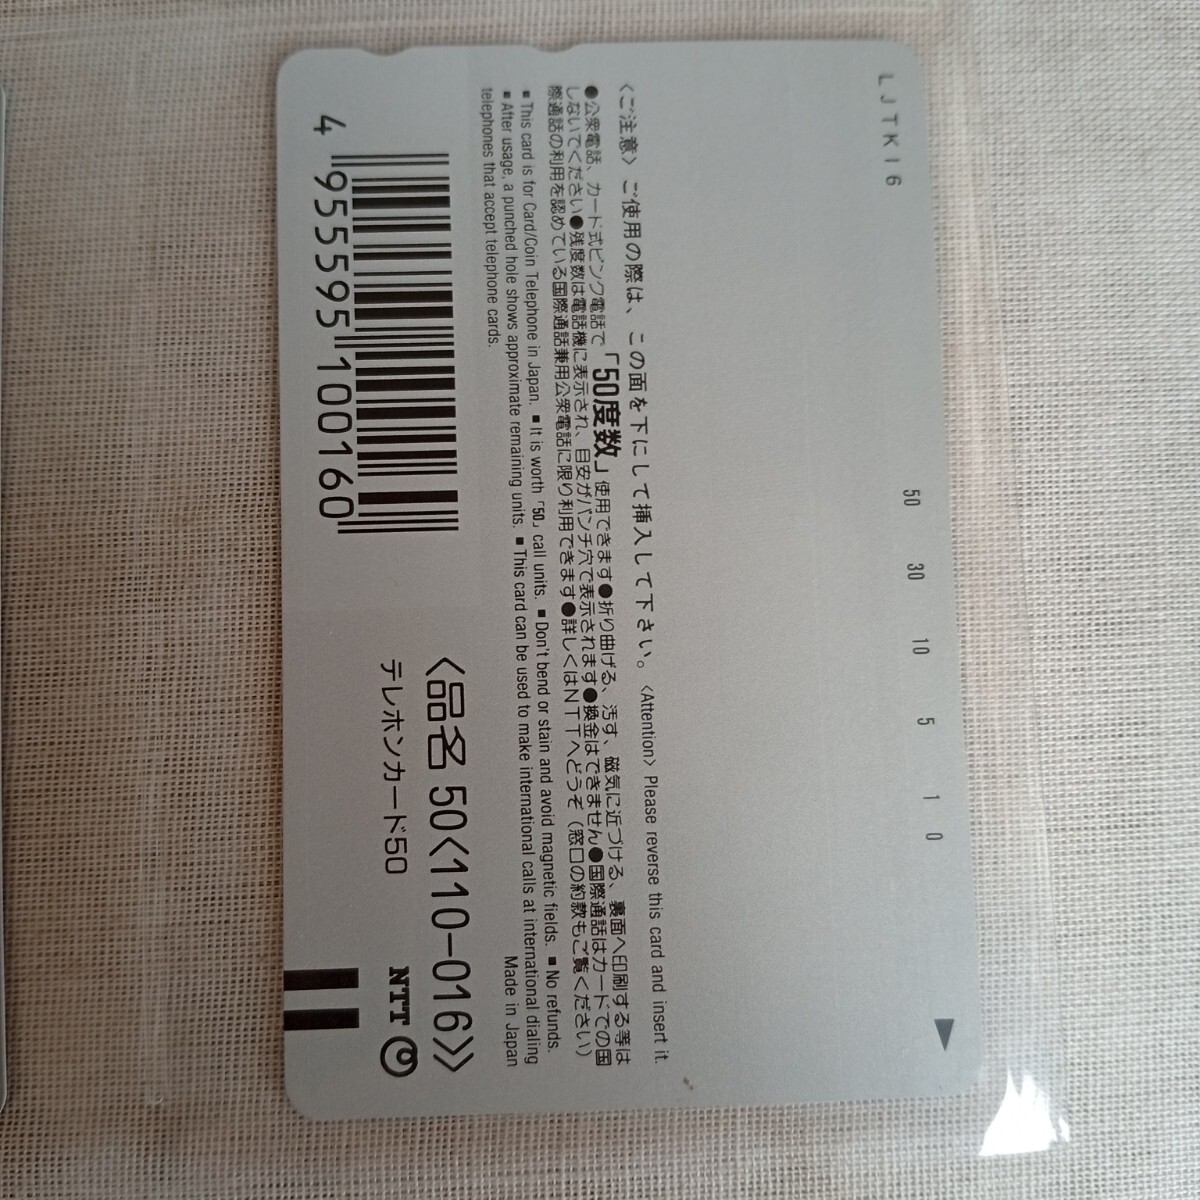 LJTK16
50 30 10 5 1 0
〈ご注意〉ご使用の際は、この面を下にして挿入して下さい。〈Attention〉Please reverse this card and insert it.
●公衆電話、カード式ピンク電話で「50度数」使用できます●折り曲げる、汚す、磁気に近づける、裏面へ印刷する等は
しないでください●残度数は電話機に表示され、目安がパンチ穴で表示されます●換金はできません●国際通話はカードでの国
際通話の利用を認めている国際通話兼用公衆電話に限り利用できます●詳しくはNTTへどうぞ(窓口の約款もご覧ください)
■ This card is for Card/Coin Telephone in Japan. ■ It is worth「50」call units. ■ Don't bend or stain and avoid magnetic fields. ■ No refunds.
■ After usage, a punched hole shows approximate remaining units. ■ This card can be used to make international calls at international dialing
telephones that accept telephone cards.
Made in Japan
4 955595 100160
〈品名 50〈110-016〉〉
テレホンカード50
NTT